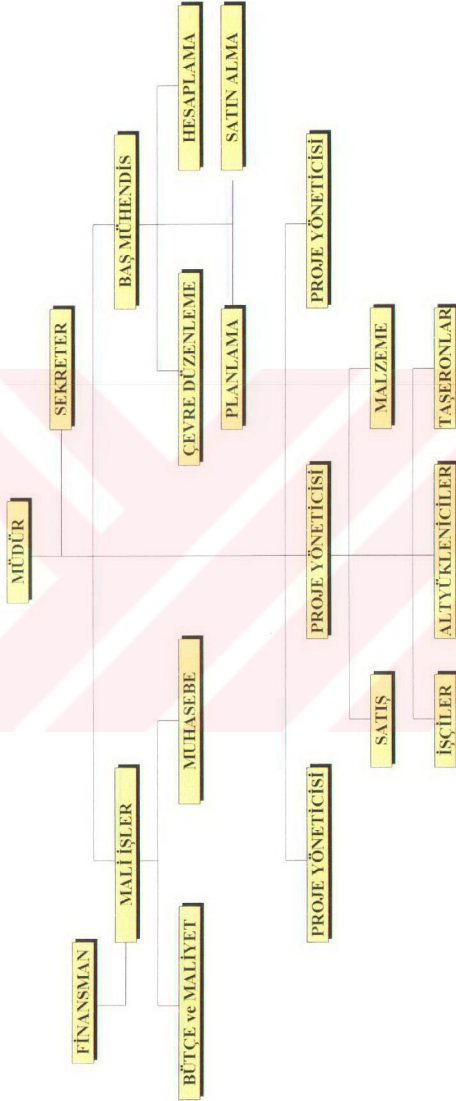 MÜDÜR
SEKRETER
FİNANSMAN
MALİ İŞLER
BAŞ MÜHENDİS
BÜTÇE ve MALİYET
MUHASEBE
ÇEVRE DÜZENLEME
HESAPLAMA
PLANLAMA
SATIN ALMA
PROJE YÖNETİCİSİ
PROJE YÖNETİCİSİ
PROJE YÖNETİCİSİ
SATIŞ
MALZEME
İŞÇİLER
ALTYÜKLENİCİLER
TAŞERONLAR